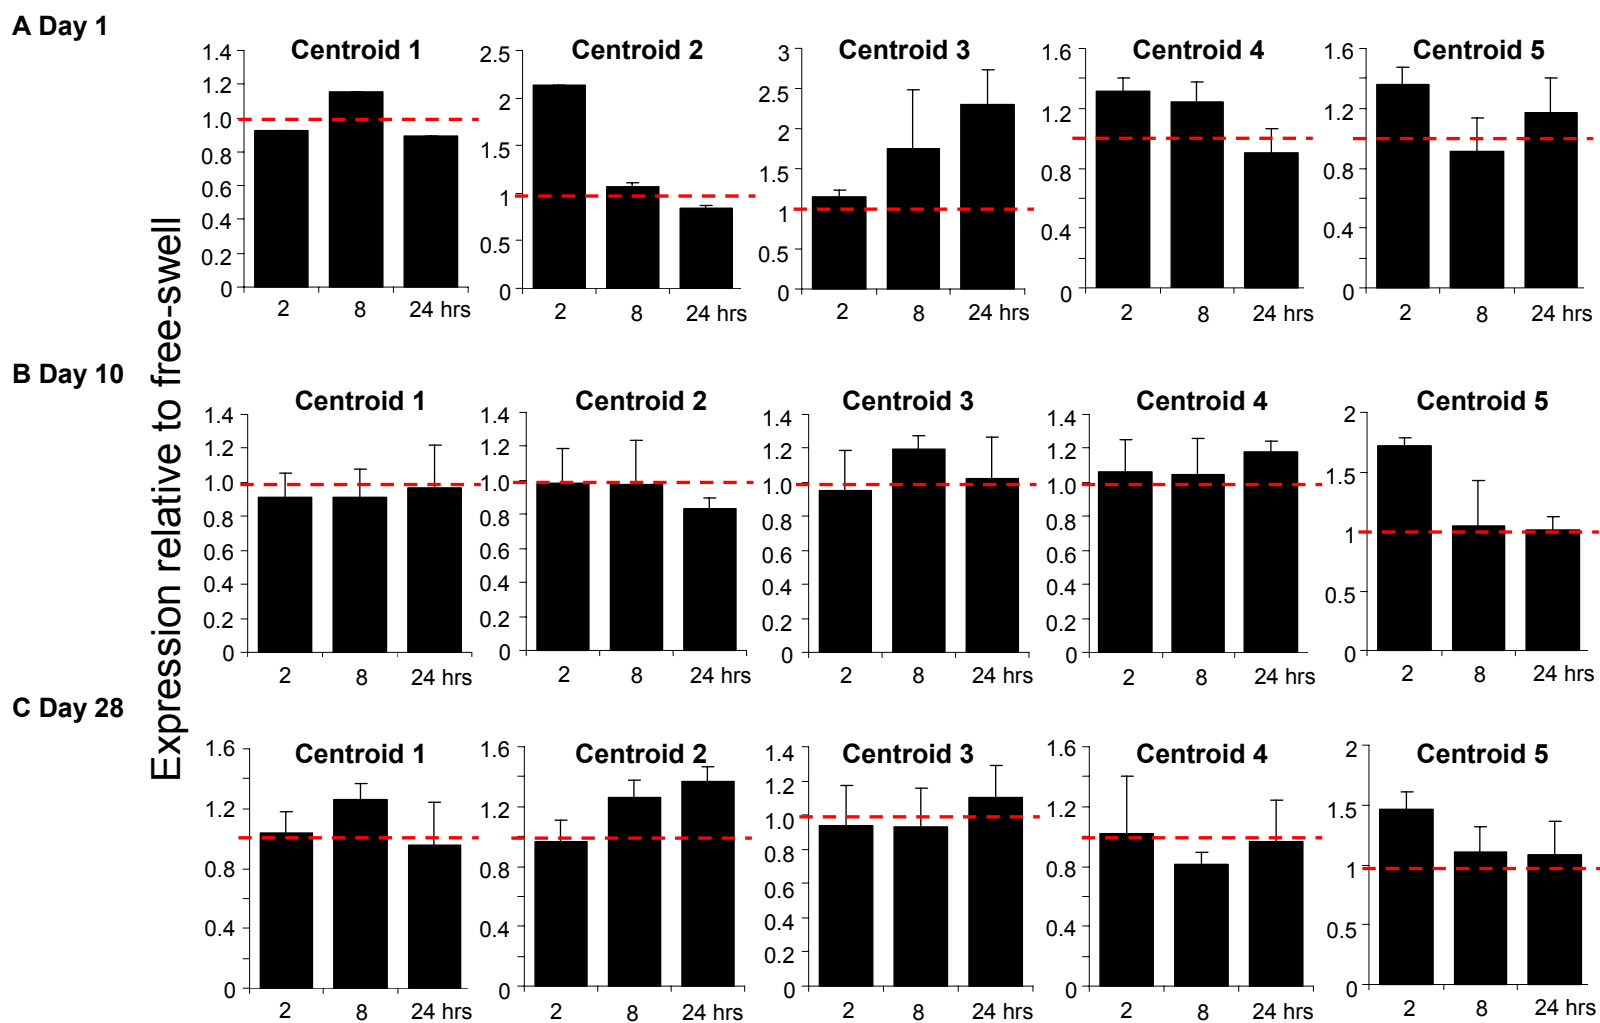 A Day 1
Expression relative to free-swell
Centroid 1
1.4
1.2
1.0
0.8
0.6
0.4
0.2
0
2 8 24 hrs
Centroid 2
2.5
2
1.5
1
0.5
0
2 8 24 hrs
Centroid 3
3
2.5
2
1.5
1
0.5
0
2 8 24 hrs
Centroid 4
1.6
1.2
0.8
0.4
0
2 8 24 hrs
Centroid 5
1.6
1.2
0.8
0.4
0
2 8 24 hrs
B Day 10
Centroid 1
1.4
1.2
1.0
0.8
0.6
0.4
0.2
0
2 8 24 hrs
Centroid 2
1.4
1.2
1.0
0.8
0.6
0.4
0.2
0
2 8 24 hrs
Centroid 3
1.4
1.2
1.0
0.8
0.6
0.4
0.2
0
2 8 24 hrs
Centroid 4
1.4
1.2
1.0
0.8
0.6
0.4
0.2
0
2 8 24 hrs
Centroid 5
2
1.5
1
0.5
0
2 8 24 hrs
C Day 28
Centroid 1
1.6
1.2
0.8
0.4
0
2 8 24 hrs
Centroid 2
1.6
1.2
0.8
0.4
0
2 8 24 hrs
Centroid 3
1.4
1.2
1.0
0.8
0.6
0.4
0.2
0
2 8 24 hrs
Centroid 4
1.6
1.2
0.8
0.4
0
2 8 24 hrs
Centroid 5
2
1.5
1
0.5
0
2 8 24 hrs